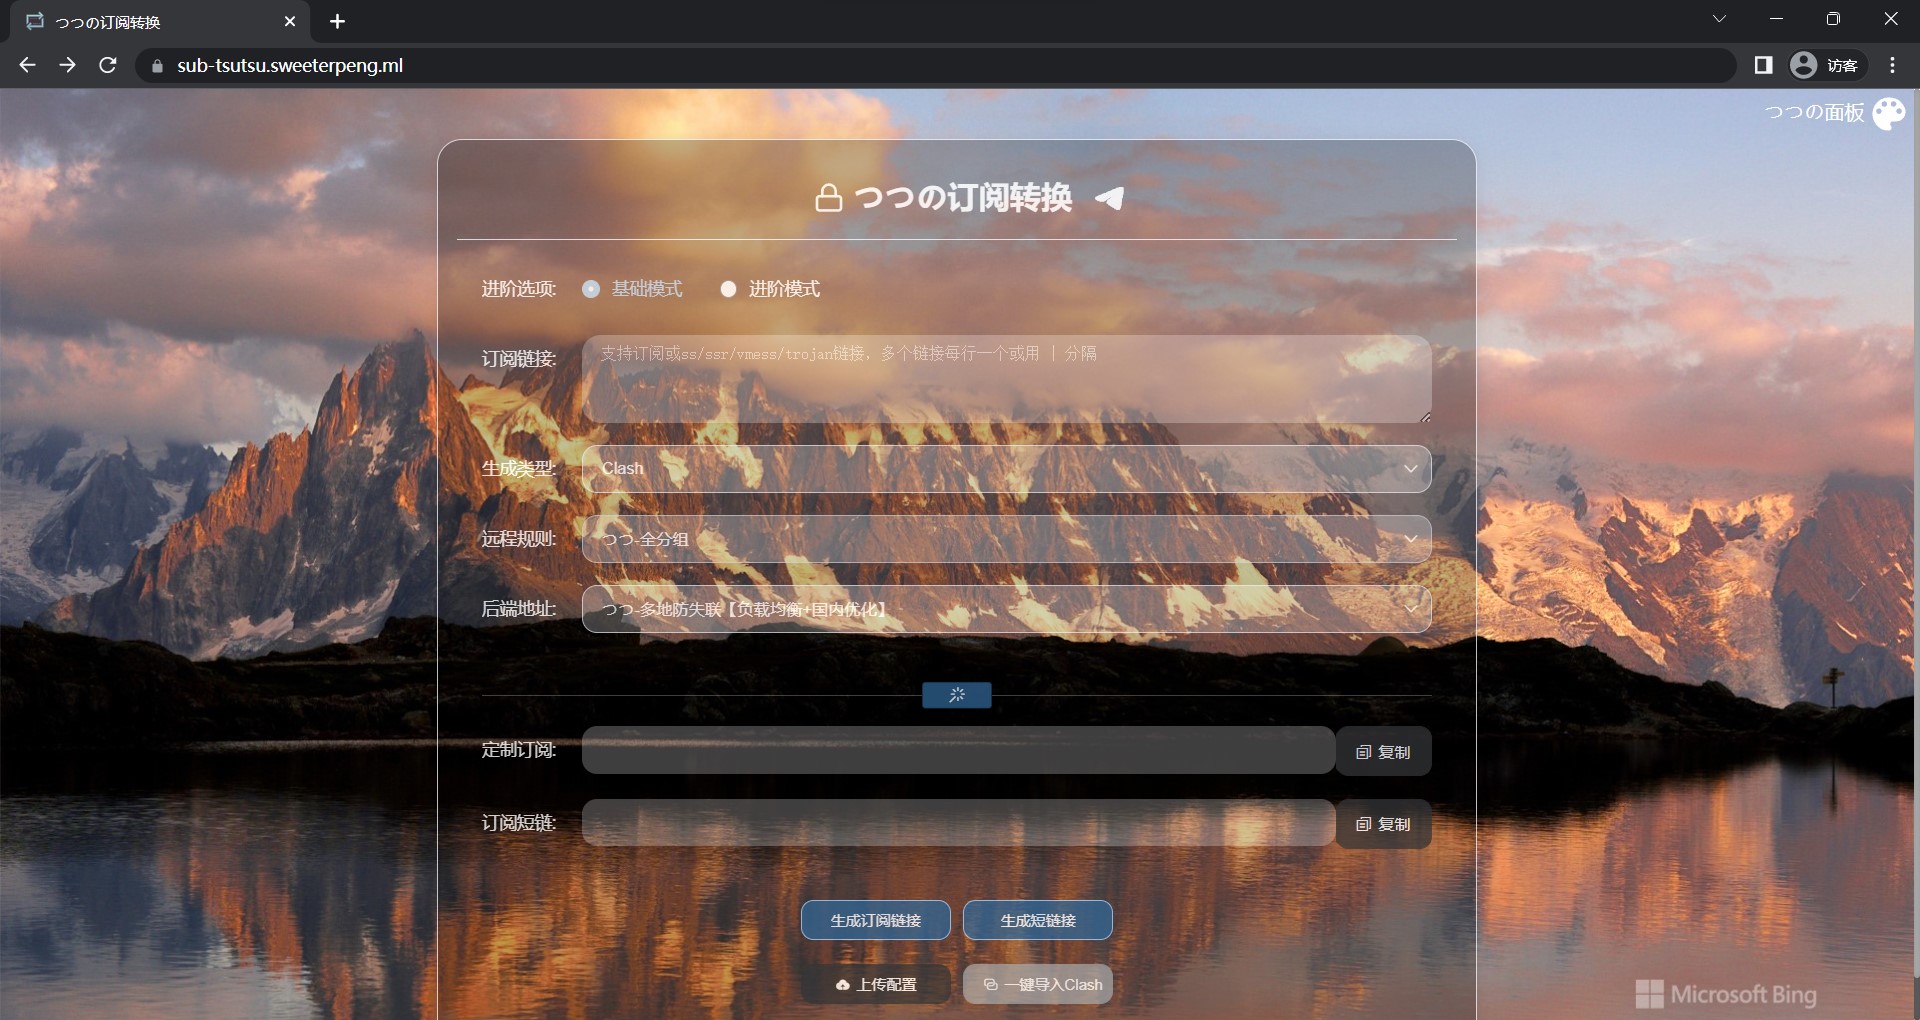 つつの订阅转换
sub-tsutsu.sweeterpeng.ml
访客
つつの面板
つつの订阅转换
进阶选项: 基础模式 进阶模式
订阅链接: 支持订阅或ss/ssr/vmess/trojan链接，多个链接每行一个或用 | 分隔
生成类型: Clash
远程规则: つつ-全分组
后端地址: つつ-多地防失联【负载均衡+国内优化】
定制订阅: 复制
订阅短链: 复制
生成订阅链接 生成短链接
上传配置 一键导入Clash
Microsoft Bing